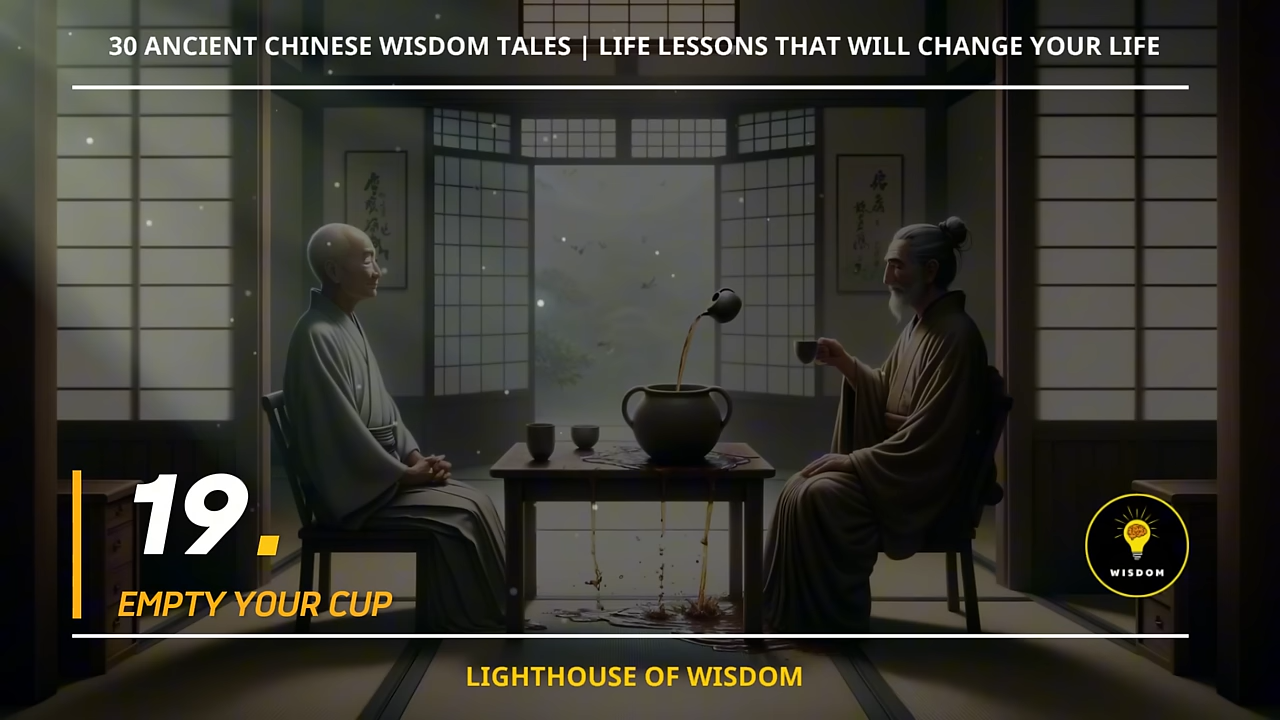 30 ANCIENT CHINESE WISDOM TALES | LIFE LESSONS THAT WILL CHANGE YOUR LIFE
19.
EMPTY YOUR CUP
WISDOM
LIGHTHOUSE OF WISDOM